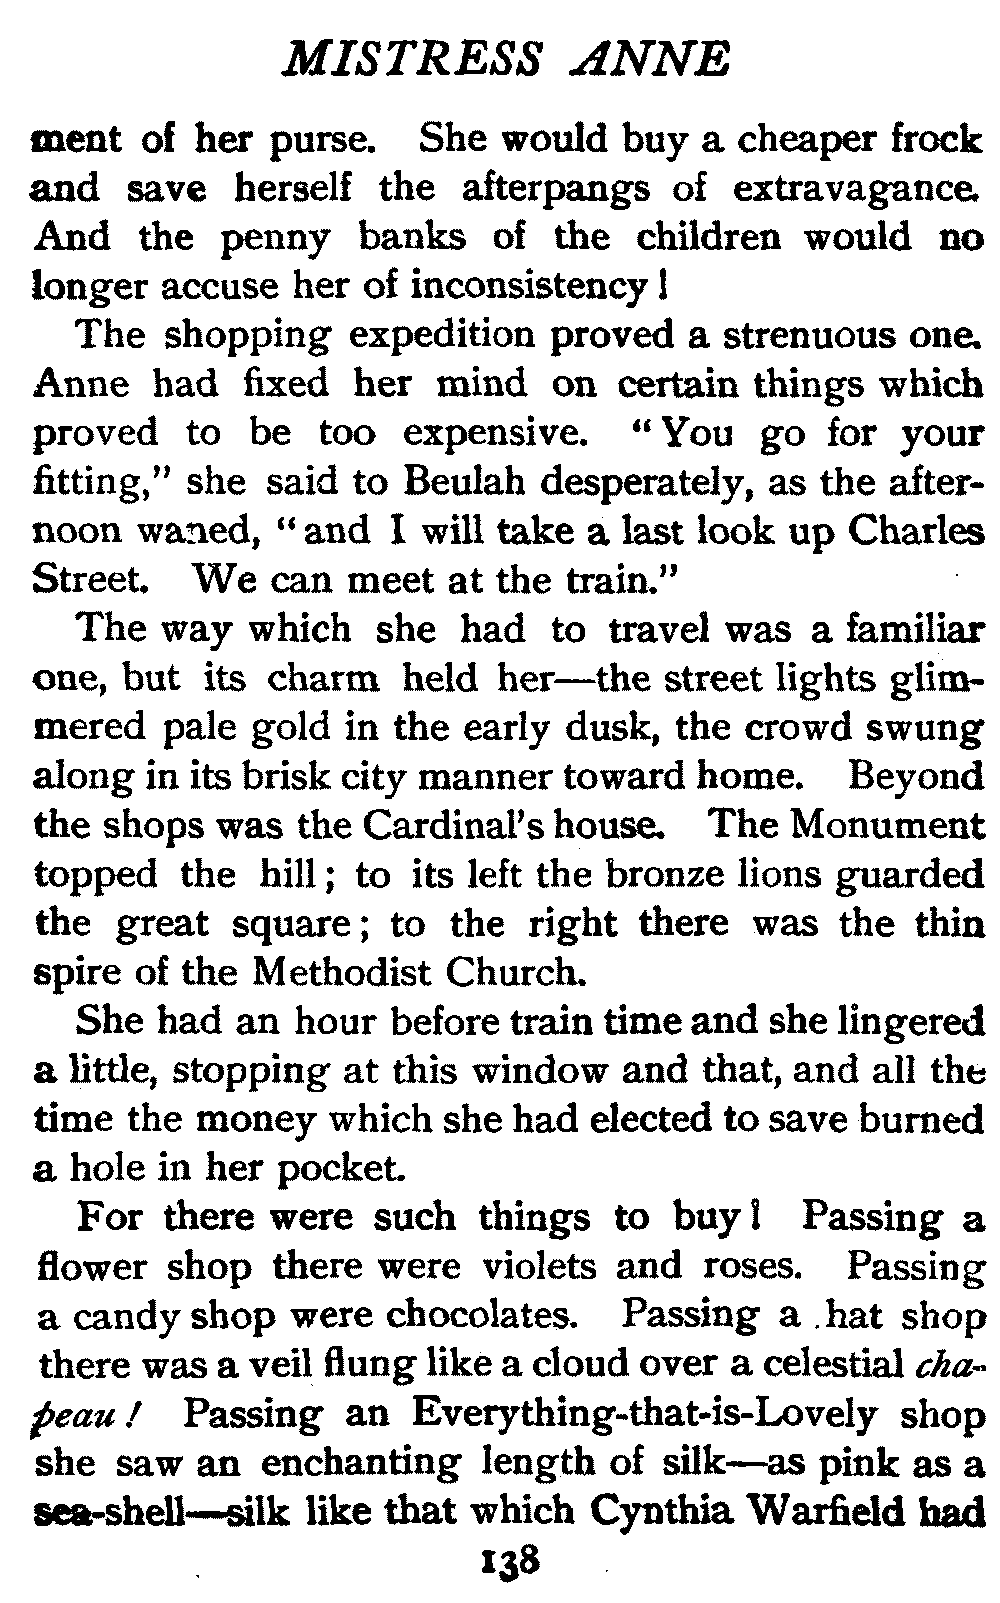 MISTRESS ANNE
ment of her purse. She would buy a cheaper frock
and save herself the afterpangs of extravagance.
And the penny banks of the children would no
longer accuse her of inconsistency!
The shopping expedition proved a strenuous one.
Anne had fixed her mind on certain things which
proved to be too expensive. "You go for your
fitting," she said to Beulah desperately, as the after-
noon waned, "and I will take a last look up Charles
Street. We can meet at the train."
The way which she had to travel was a familiar
one, but its charm held her—the street lights glim-
mered pale gold in the early dusk, the crowd swung
along in its brisk city manner toward home. Beyond
the shops was the Cardinal's house. The Monument
topped the hill; to its left the bronze lions guarded
the great square; to the right there was the thin
spire of the Methodist Church.
She had an hour before train time and she lingered
a little, stopping at this window and that, and all the
time the money which she had elected to save burned
a hole in her pocket.
For there were such things to buy! Passing a
flower shop there were violets and roses. Passing
a candy shop were chocolates. Passing a hat shop
there was a veil flung like a cloud over a celestial cha-
peau! Passing an Everything-that-is-Lovely shop
she saw an enchanting length of silk—as pink as a
sea-shell—silk like that which Cynthia Warfield had
138